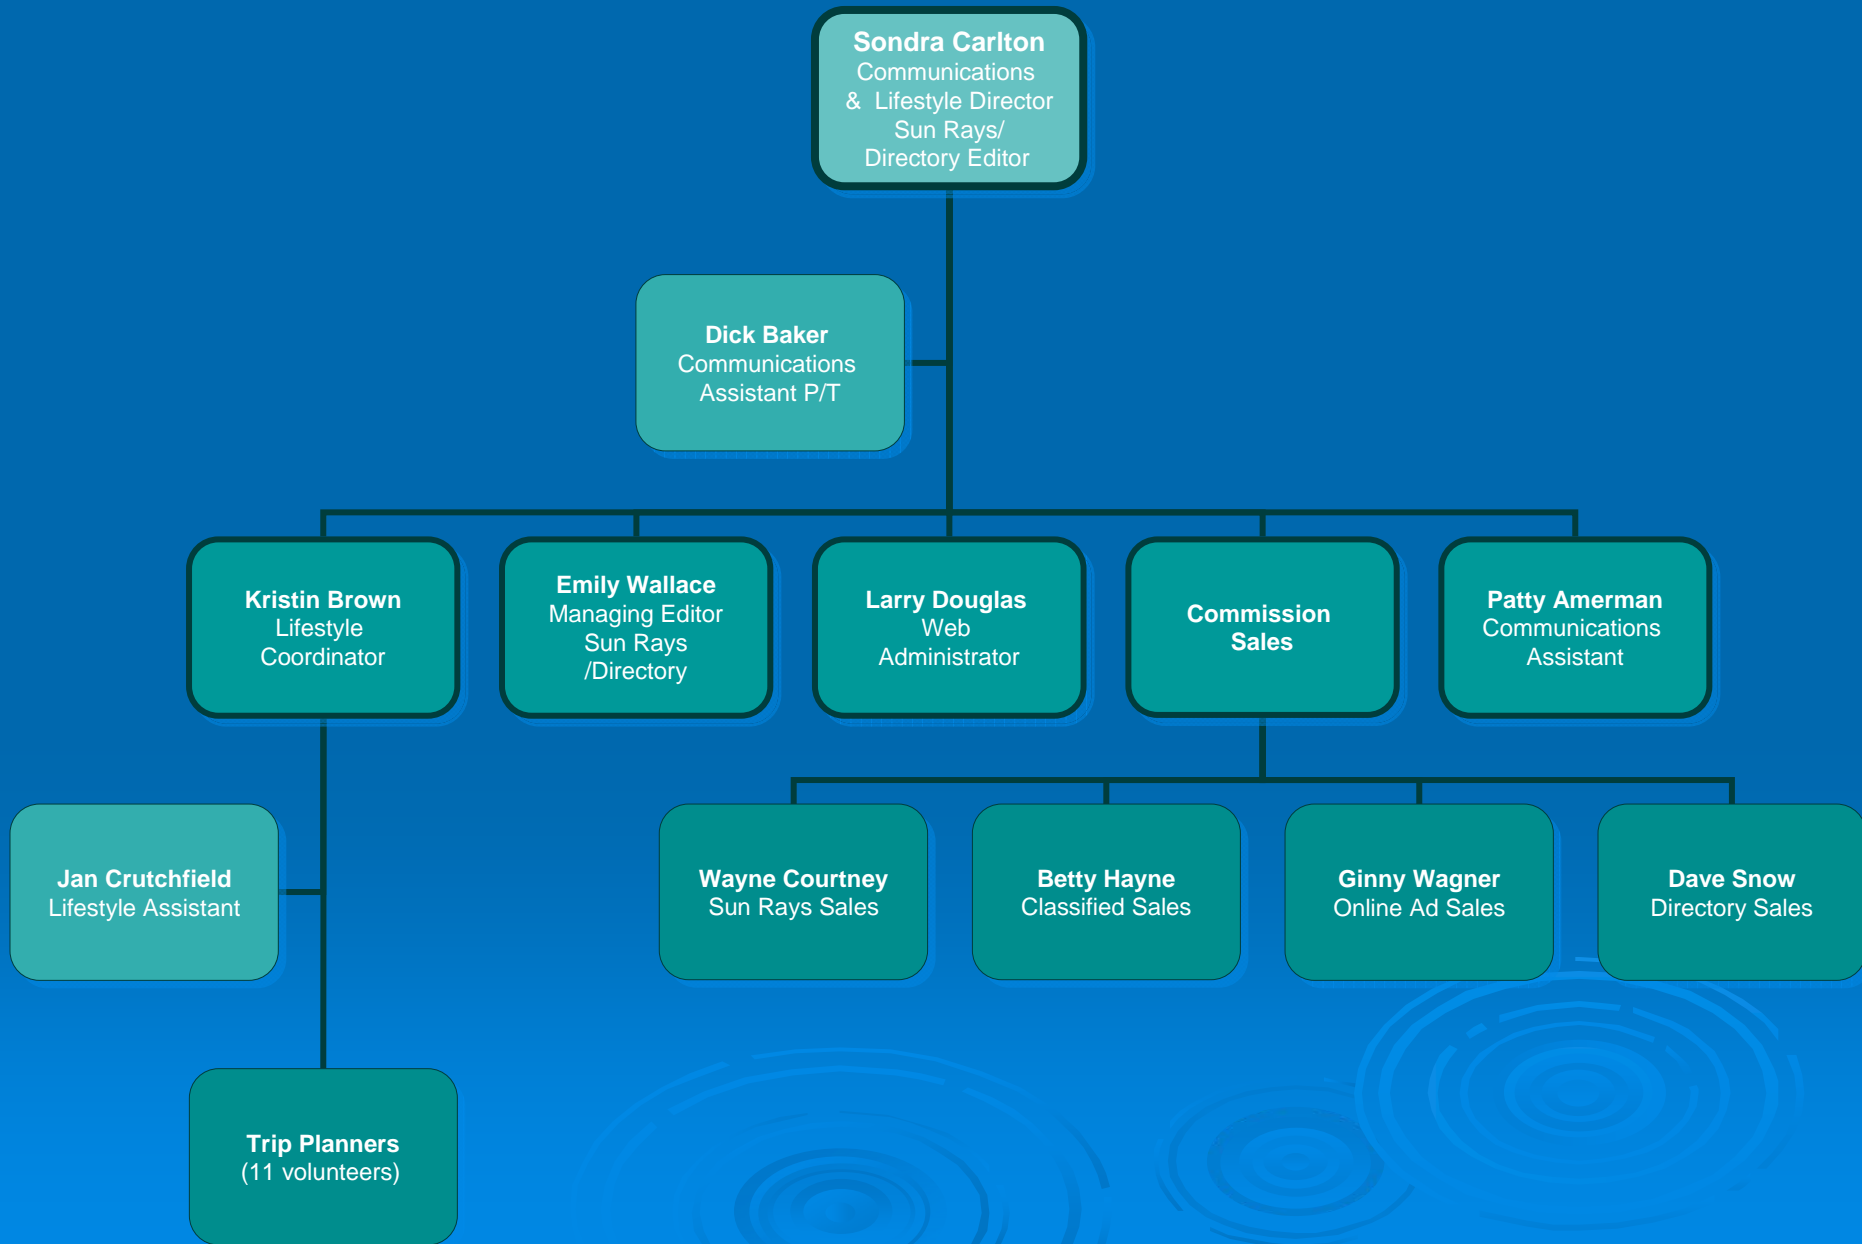 Sondra Carlton
Communications
& Lifestyle Director
Sun Rays/
Directory Editor
Dick Baker
Communications
Assistant P/T
Kristin Brown
Lifestyle
Coordinator
Emily Wallace
Managing Editor
Sun Rays
/Directory
Larry Douglas
Web
Administrator
Commission
Sales
Patty Amerman
Communications
Assistant
Jan Crutchfield
Lifestyle Assistant
Wayne Courtney
Sun Rays Sales
Betty Hayne
Classified Sales
Ginny Wagner
Online Ad Sales
Dave Snow
Directory Sales
Trip Planners
(11 volunteers)